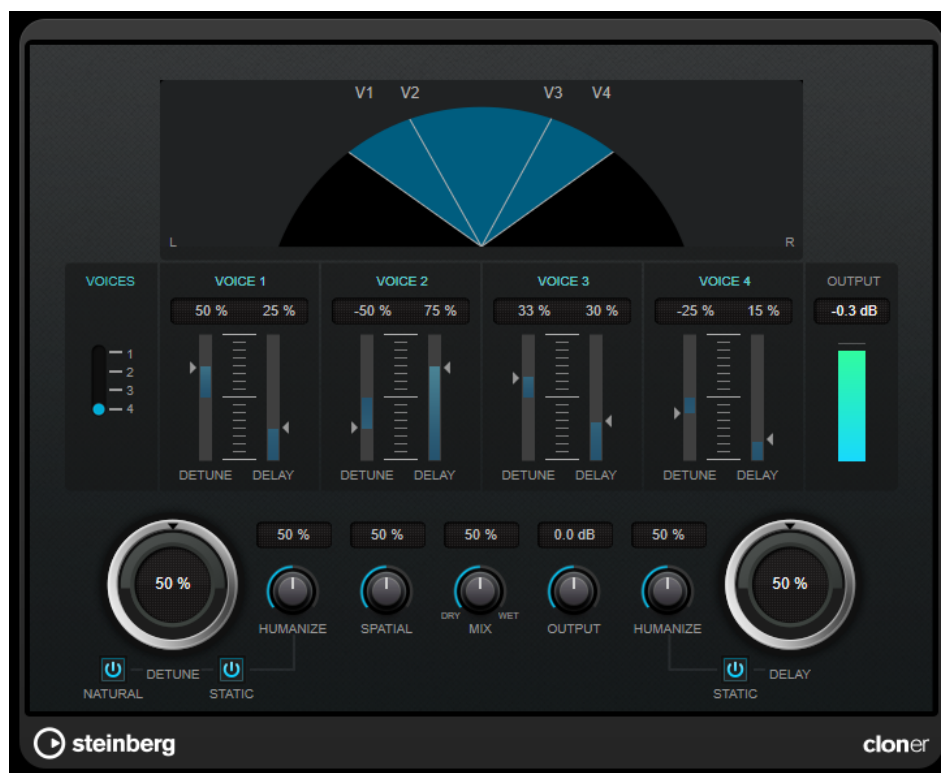 V1 V2 V3 V4
L R
VOICES VOICE 1 VOICE 2 VOICE 3 VOICE 4 OUTPUT
50 % 25 % -50 % 75 % 33 % 30 % -25 % 15 % -0.3 dB
1
2
3
4
DETUNE DELAY DETUNE DELAY DETUNE DELAY DETUNE DELAY
50 % 50 % 50 % 0.0 dB 50 %
50 % 50 %
DRY WET
HUMANIZE SPATIAL MIX OUTPUT HUMANIZE
DETUNE DELAY
NATURAL STATIC STATIC
steinberg cloner